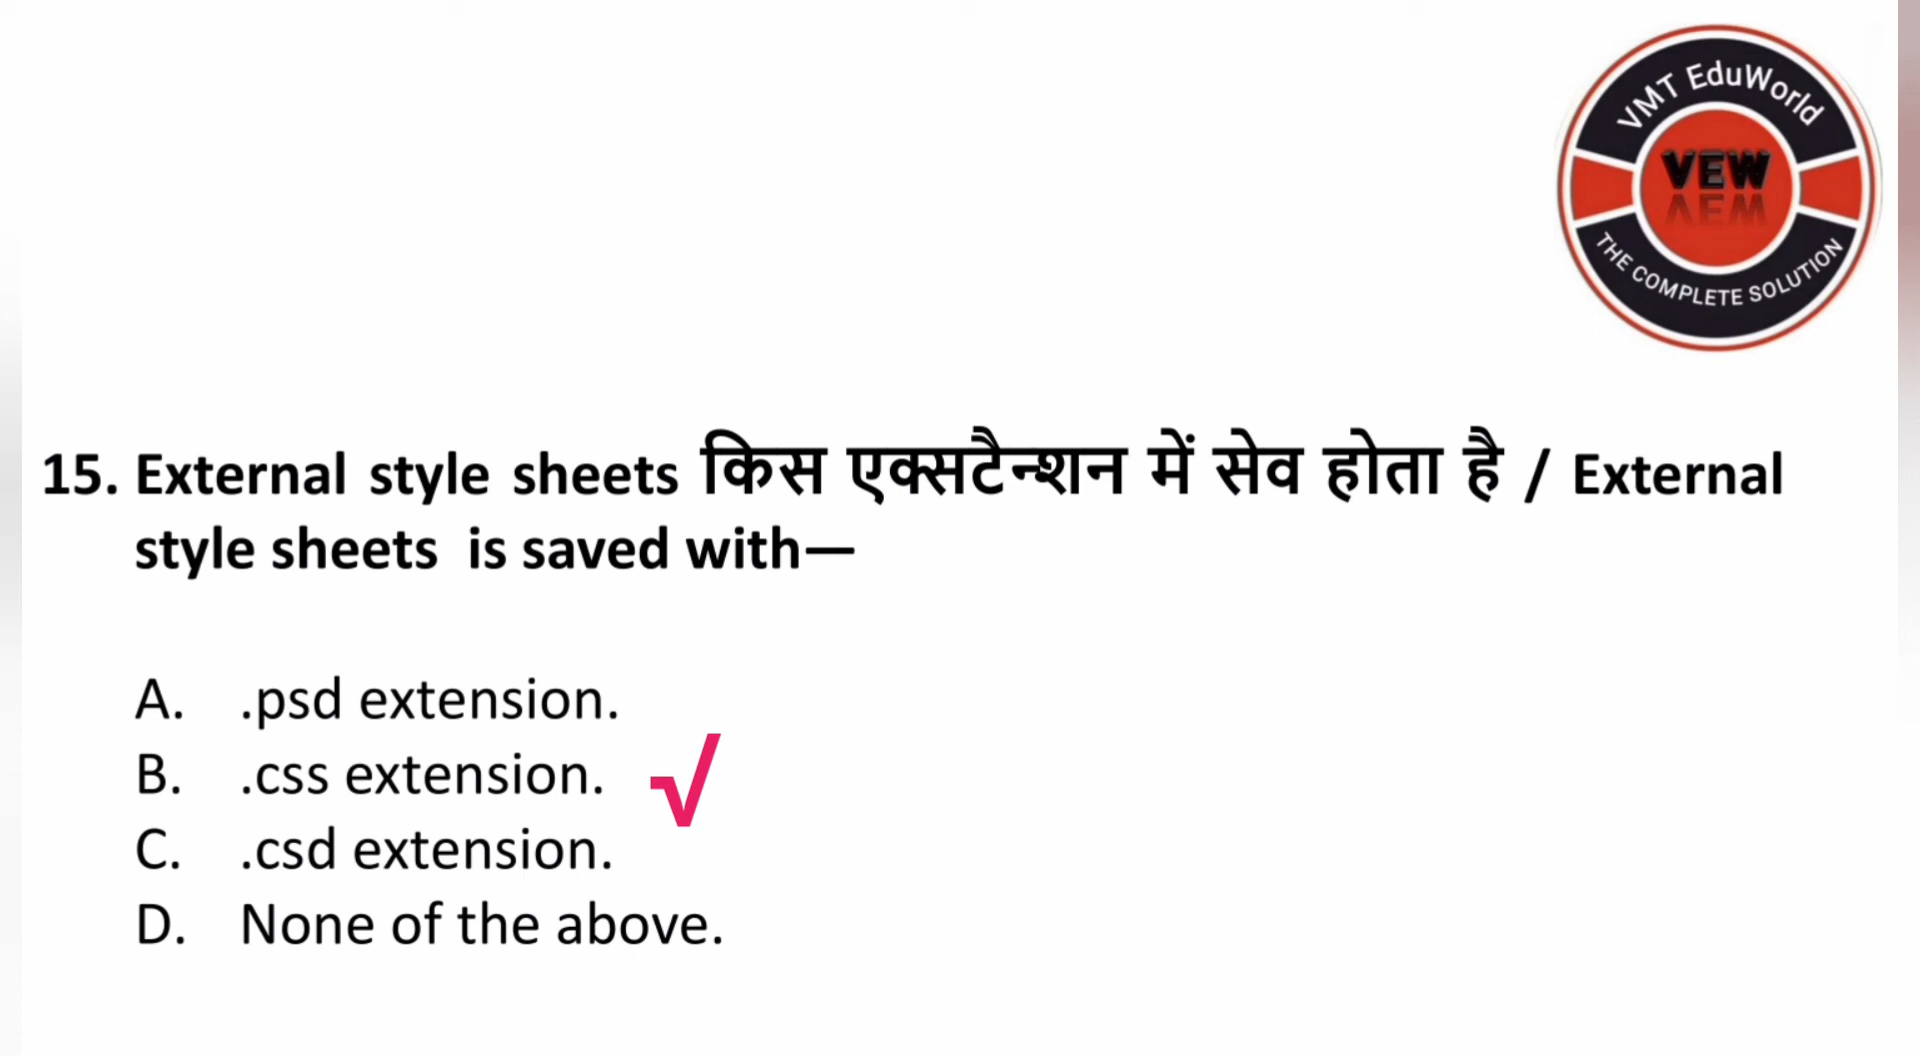 VMT EduWorld
VEW
THE COMPLETE SOLUTION
15. External style sheets किस एक्सटैन्शन में सेव होता है / External
style sheets is saved with—
A. .psd extension.
B. .css extension. √
C. .csd extension.
D. None of the above.